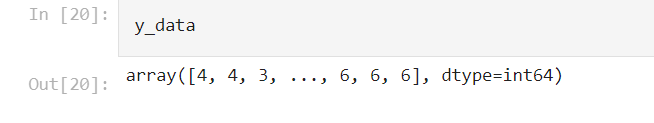 In [20]:
y_data
Out[20]:
array([4, 4, 3, ..., 6, 6, 6], dtype=int64)